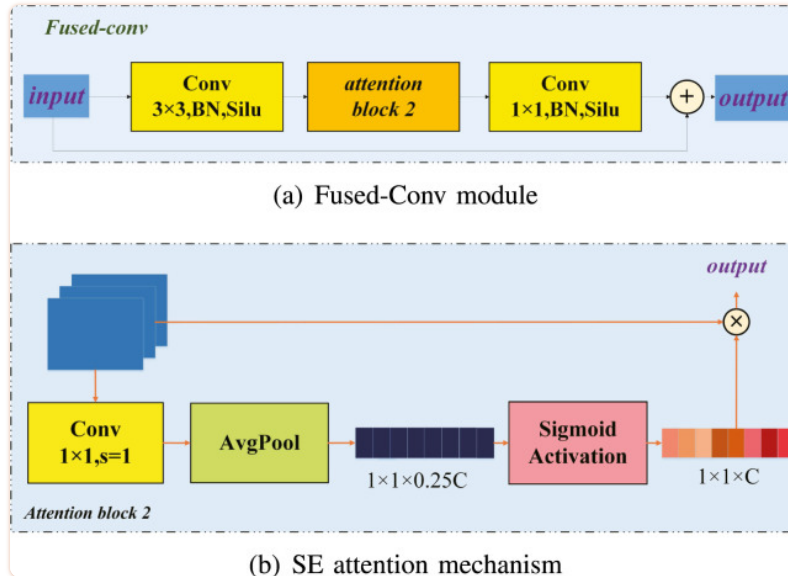 Fused-conv
input
Conv
3×3,BN,Silu
attention
block 2
Conv
1×1,BN,Silu
+
output
(a) Fused-Conv module
output
×
Conv
1×1,s=1
AvgPool
1×1×0.25C
Sigmoid
Activation
1×1×C
Attention block 2
(b) SE attention mechanism